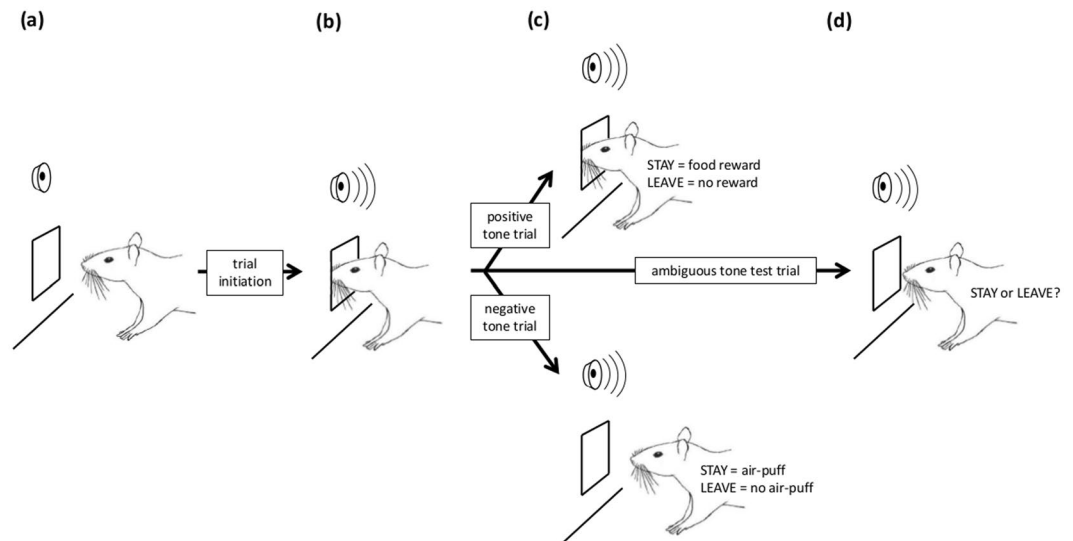 (a)
(b)
(c)
(d)
STAY = food reward
LEAVE = no reward
positive
tone trial
trial
initiation
ambiguous tone test trial
STAY or LEAVE?
negative
tone trial
STAY = air-puff
LEAVE = no air-puff